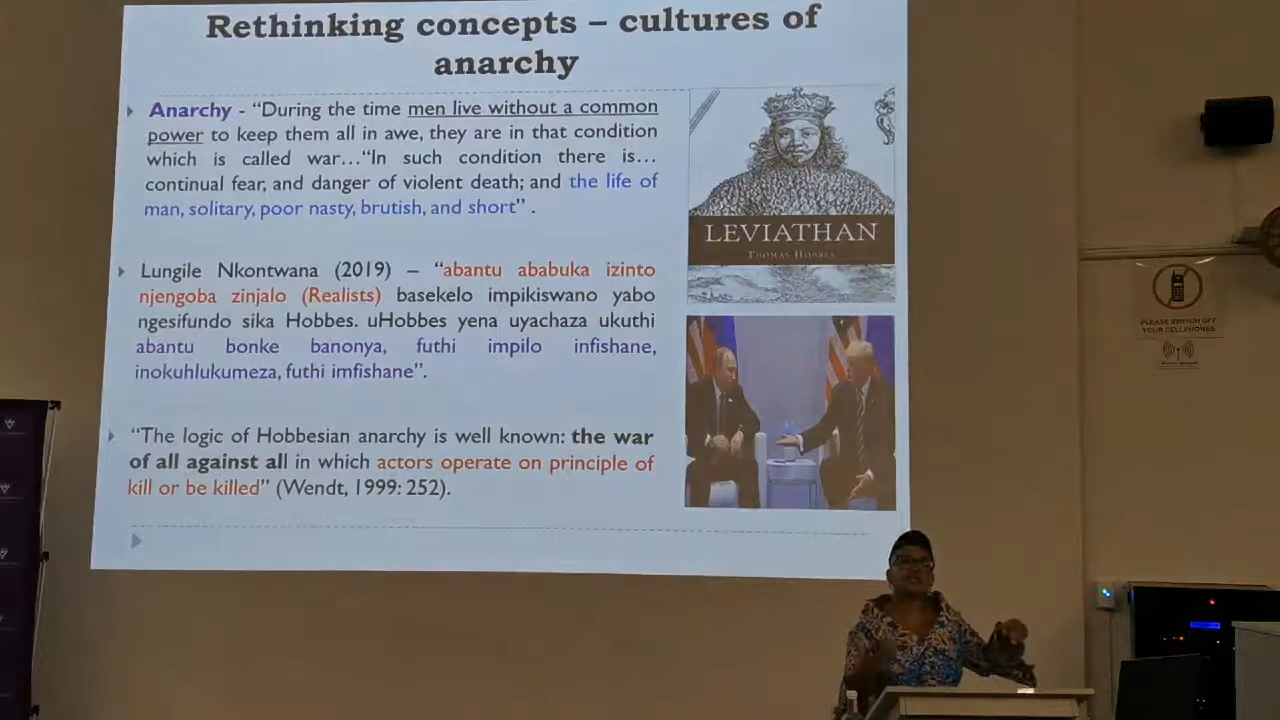 Rethinking concepts – cultures of
anarchy
Anarchy - “During the time men live without a common
power to keep them all in awe, they are in that condition
which is called war…“In such condition there is…
continual fear, and danger of violent death; and the life of
man, solitary, poor nasty, brutish, and short” .
Lungile Nkontwana (2019) – “abantu ababuka izinto
njengoba zinjalo (Realists) basekelo impikiswano yabo
ngesifundo sika Hobbes. uHobbes yena uyachaza ukuthi
abantu bonke banonya, futhi impilo infishane,
inokuhlukumeza, futhi imfishane”.
“The logic of Hobbesian anarchy is well known: the war
of all against all in which actors operate on principle of
kill or be killed” (Wendt, 1999: 252).
LEVIATHAN
THOMAS HOBBES
PLEASE SWITCH OFF
YOUR CELLPHONES